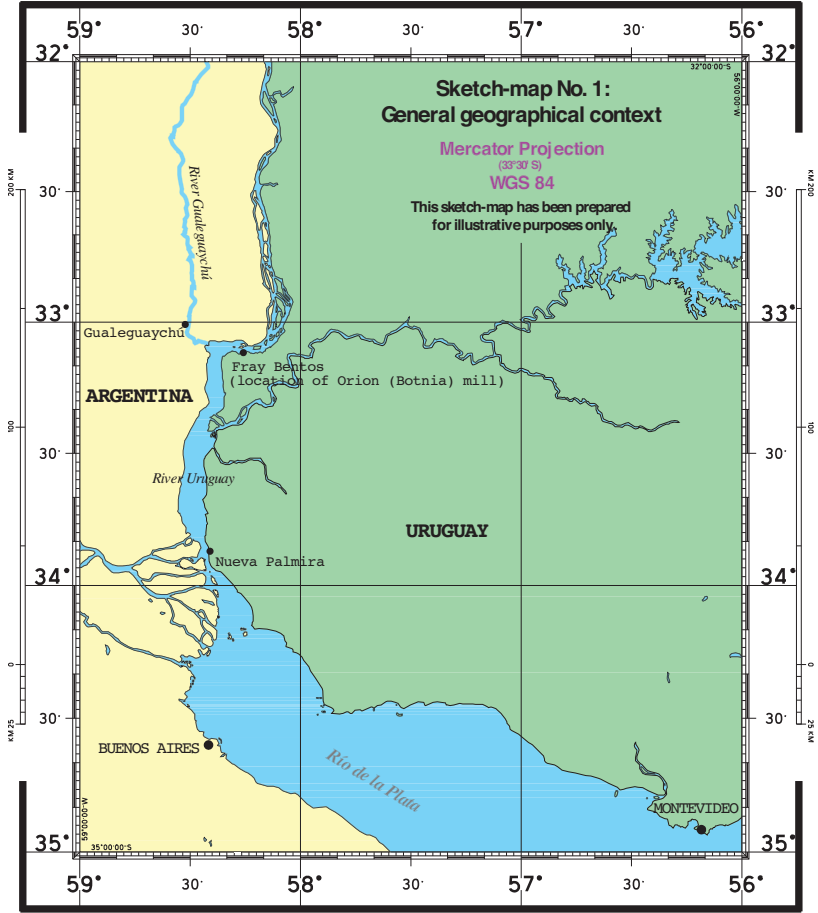 59° 30' 58° 30' 57° 30' 56°
32° 32°
32°00'00"S
56°00'00"W
Sketch-map No. 1:
General geographical context
Mercator Projection
(33°30' S)
WGS 84
This sketch-map has been prepared
for illustrative purposes only.
200 KM
KM 200
30' 30'
River Gualeguaychú
33° 33°
Gualeguaychú
Fray Bentos
(location of Orion (Botnia) mill)
ARGENTINA
100 100
30' 30'
River Uruguay
URUGUAY
Nueva Palmira
34° 34°
0 0
KM 25
25 KM
30' 30'
BUENOS AIRES
Río de la Plata
MONTEVIDEO
59°00'00"W
35°00'00"S
35° 35°
59° 30' 58° 30' 57° 30' 56°